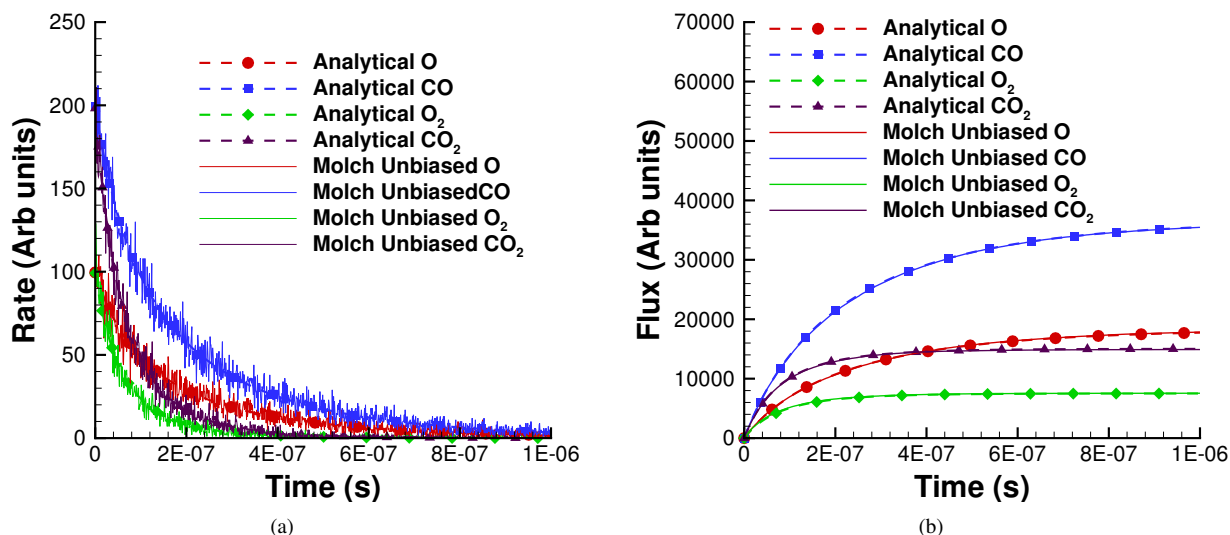 Rate (Arb units)
250
200
150
100
50
0
Analytical O
Analytical CO
Analytical O₂
Analytical CO₂
Molch Unbiased O
Molch UnbiasedCO
Molch Unbiased O₂
Molch Unbiased CO₂
0 2E-07 4E-07 6E-07 8E-07 1E-06
Time (s)
(a)
Flux (Arb units)
70000
60000
50000
40000
30000
20000
10000
0
Analytical O
Analytical CO
Analytical O₂
Analytical CO₂
Molch Unbiased O
Molch Unbiased CO
Molch Unbiased O₂
Molch Unbiased CO₂
0 2E-07 4E-07 6E-07 8E-07 1E-06
Time (s)
(b)